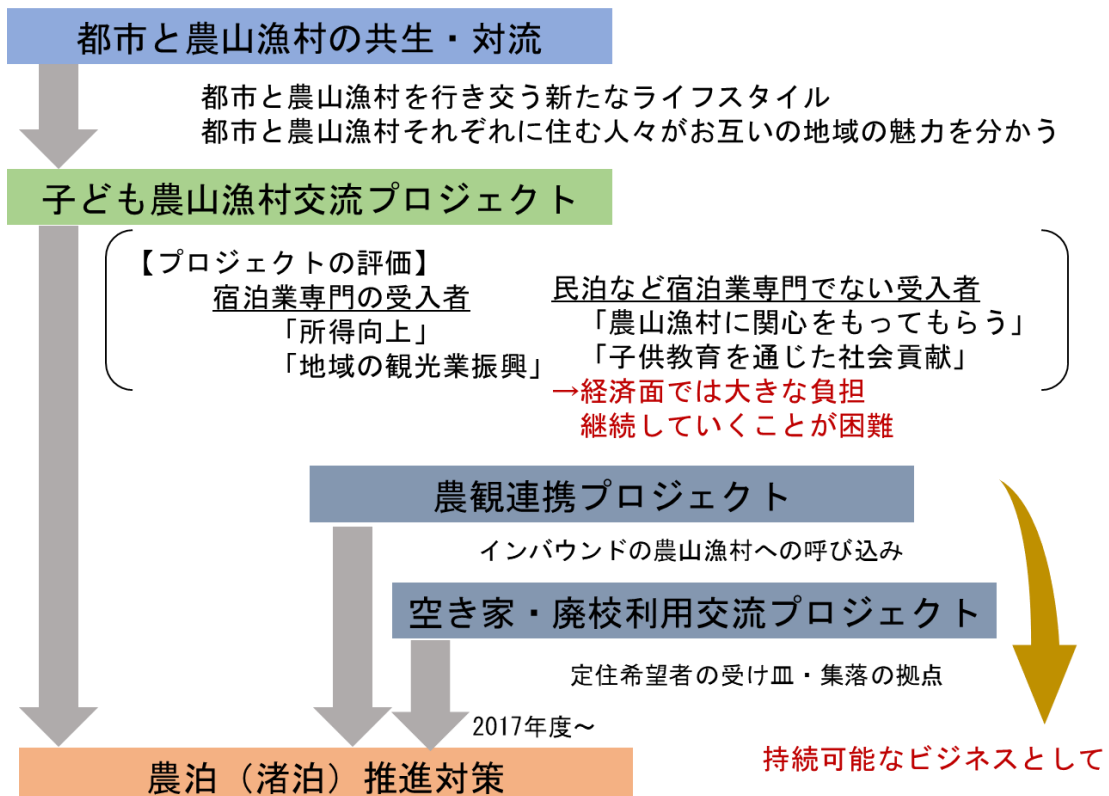 都市と農山漁村の共生・対流
都市と農山漁村を行き交う新たなライフスタイル
都市と農山漁村それぞれに住む人々がお互いの地域の魅力を分かう
子ども農山漁村交流プロジェクト
【プロジェクトの評価】
宿泊業専門の受入者
「所得向上」
「地域の観光業振興」
民泊など宿泊業専門でない受入者
「農山漁村に関心をもってもらう」
「子供教育を通じた社会貢献」
→経済面では大きな負担
継続していくことが困難
農観連携プロジェクト
インバウンドの農山漁村への呼び込み
空き家・廃校利用交流プロジェクト
定住希望者の受け皿・集落の拠点
2017年度～
持続可能なビジネスとして
農泊（渚泊）推進対策